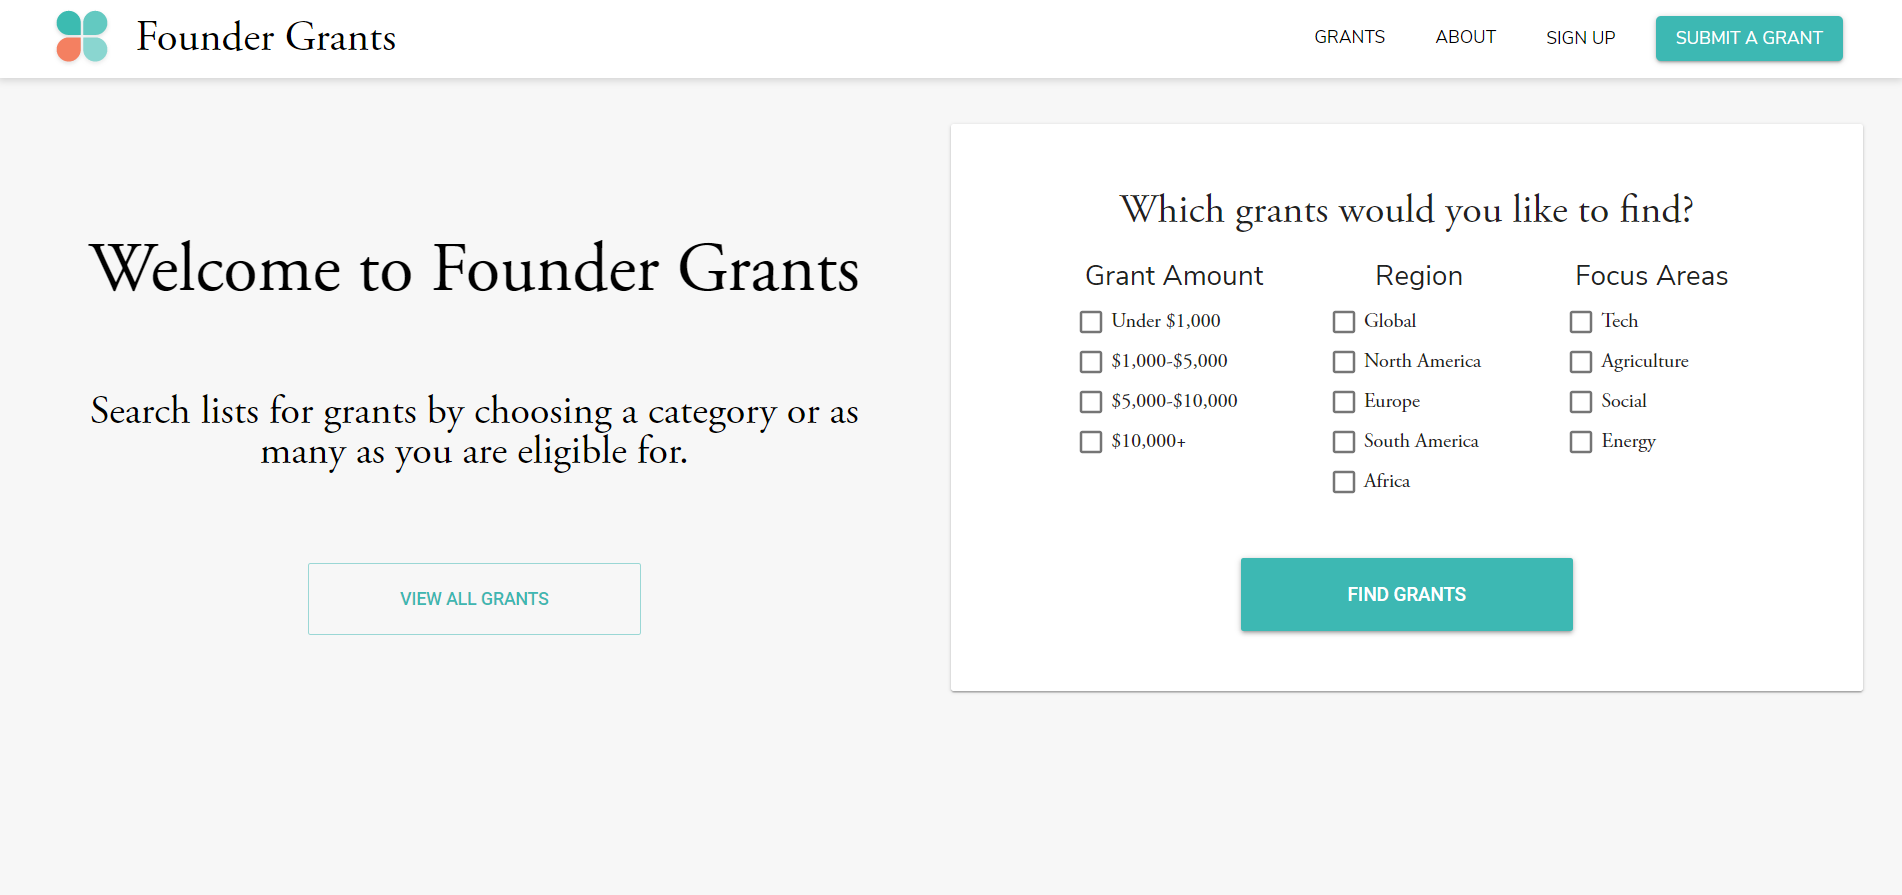 Founder Grants
GRANTS
ABOUT
SIGN UP
SUBMIT A GRANT
Welcome to Founder Grants
Search lists for grants by choosing a category or as
many as you are eligible for.
VIEW ALL GRANTS
Which grants would you like to find?
Grant Amount
Under $1,000
$1,000-$5,000
$5,000-$10,000
$10,000+
Region
Global
North America
Europe
South America
Africa
Focus Areas
Tech
Agriculture
Social
Energy
FIND GRANTS